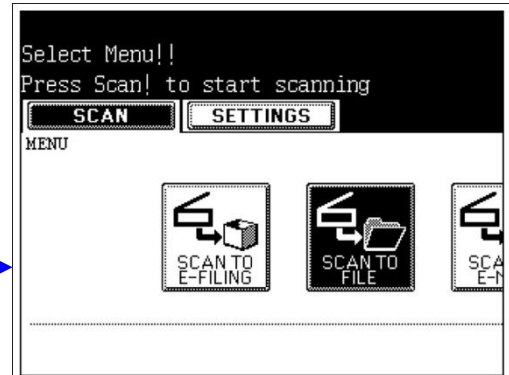 Select Menu!!
Press Scan! to start scanning
SCAN SETTINGS
MENU
SCAN TO
E-FILING
SCAN TO
FILE